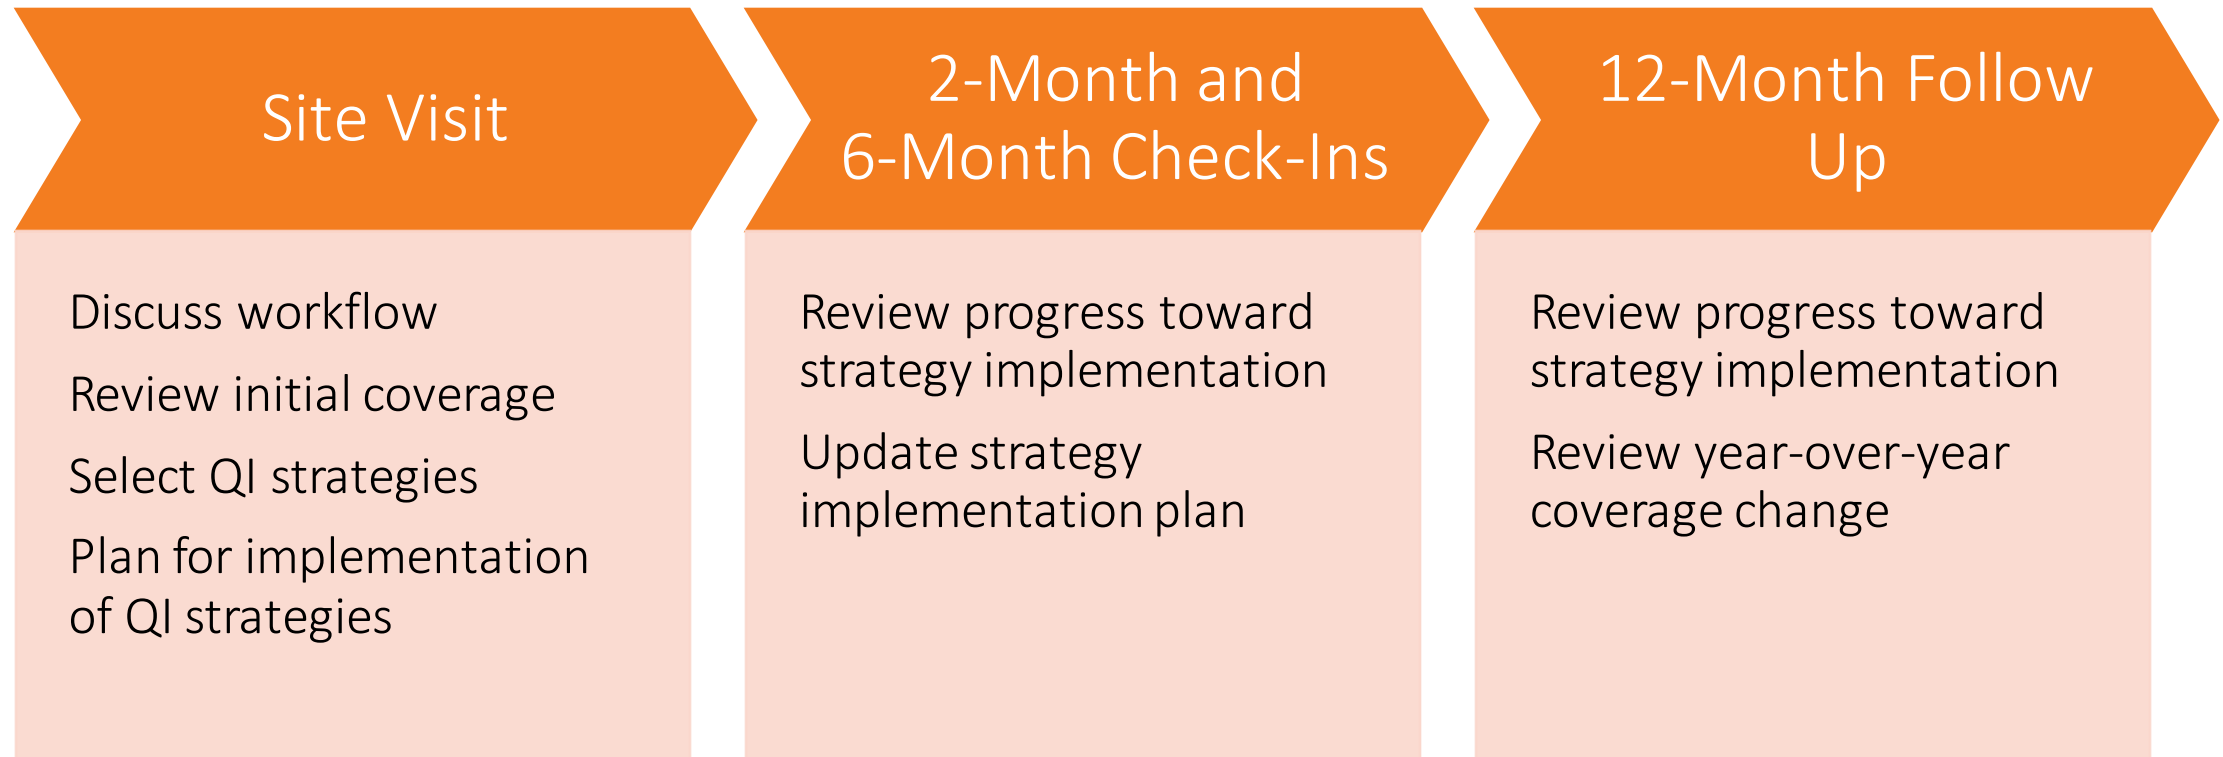 Site Visit
Discuss workflow
Review initial coverage
Select QI strategies
Plan for implementation
of QI strategies
2-Month and
6-Month Check-Ins
Review progress toward
strategy implementation
Update strategy
implementation plan
12-Month Follow
Up
Review progress toward
strategy implementation
Review year-over-year
coverage change